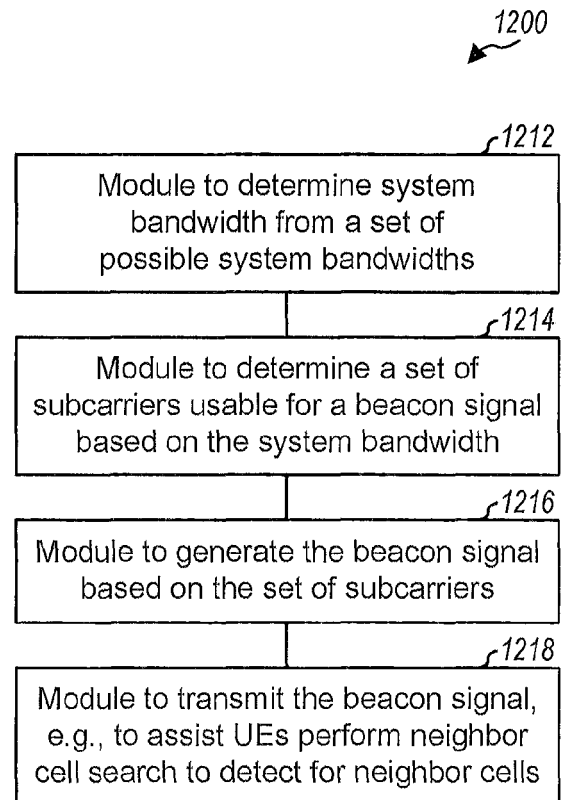 1200
1212
Module to determine system
bandwidth from a set of
possible system bandwidths
1214
Module to determine a set of
subcarriers usable for a beacon signal
based on the system bandwidth
1216
Module to generate the beacon signal
based on the set of subcarriers
1218
Module to transmit the beacon signal,
e.g., to assist UEs perform neighbor
cell search to detect for neighbor cells